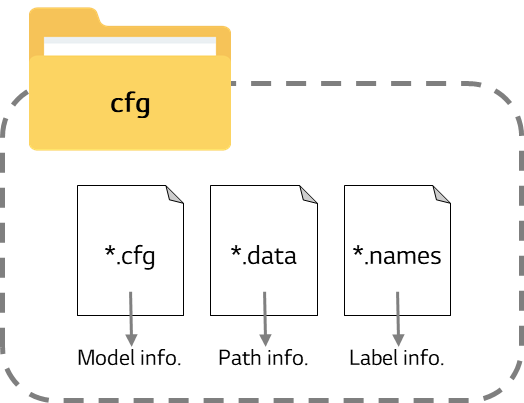 cfg
*.cfg
*.data
*.names
Model info.
Path info.
Label info.